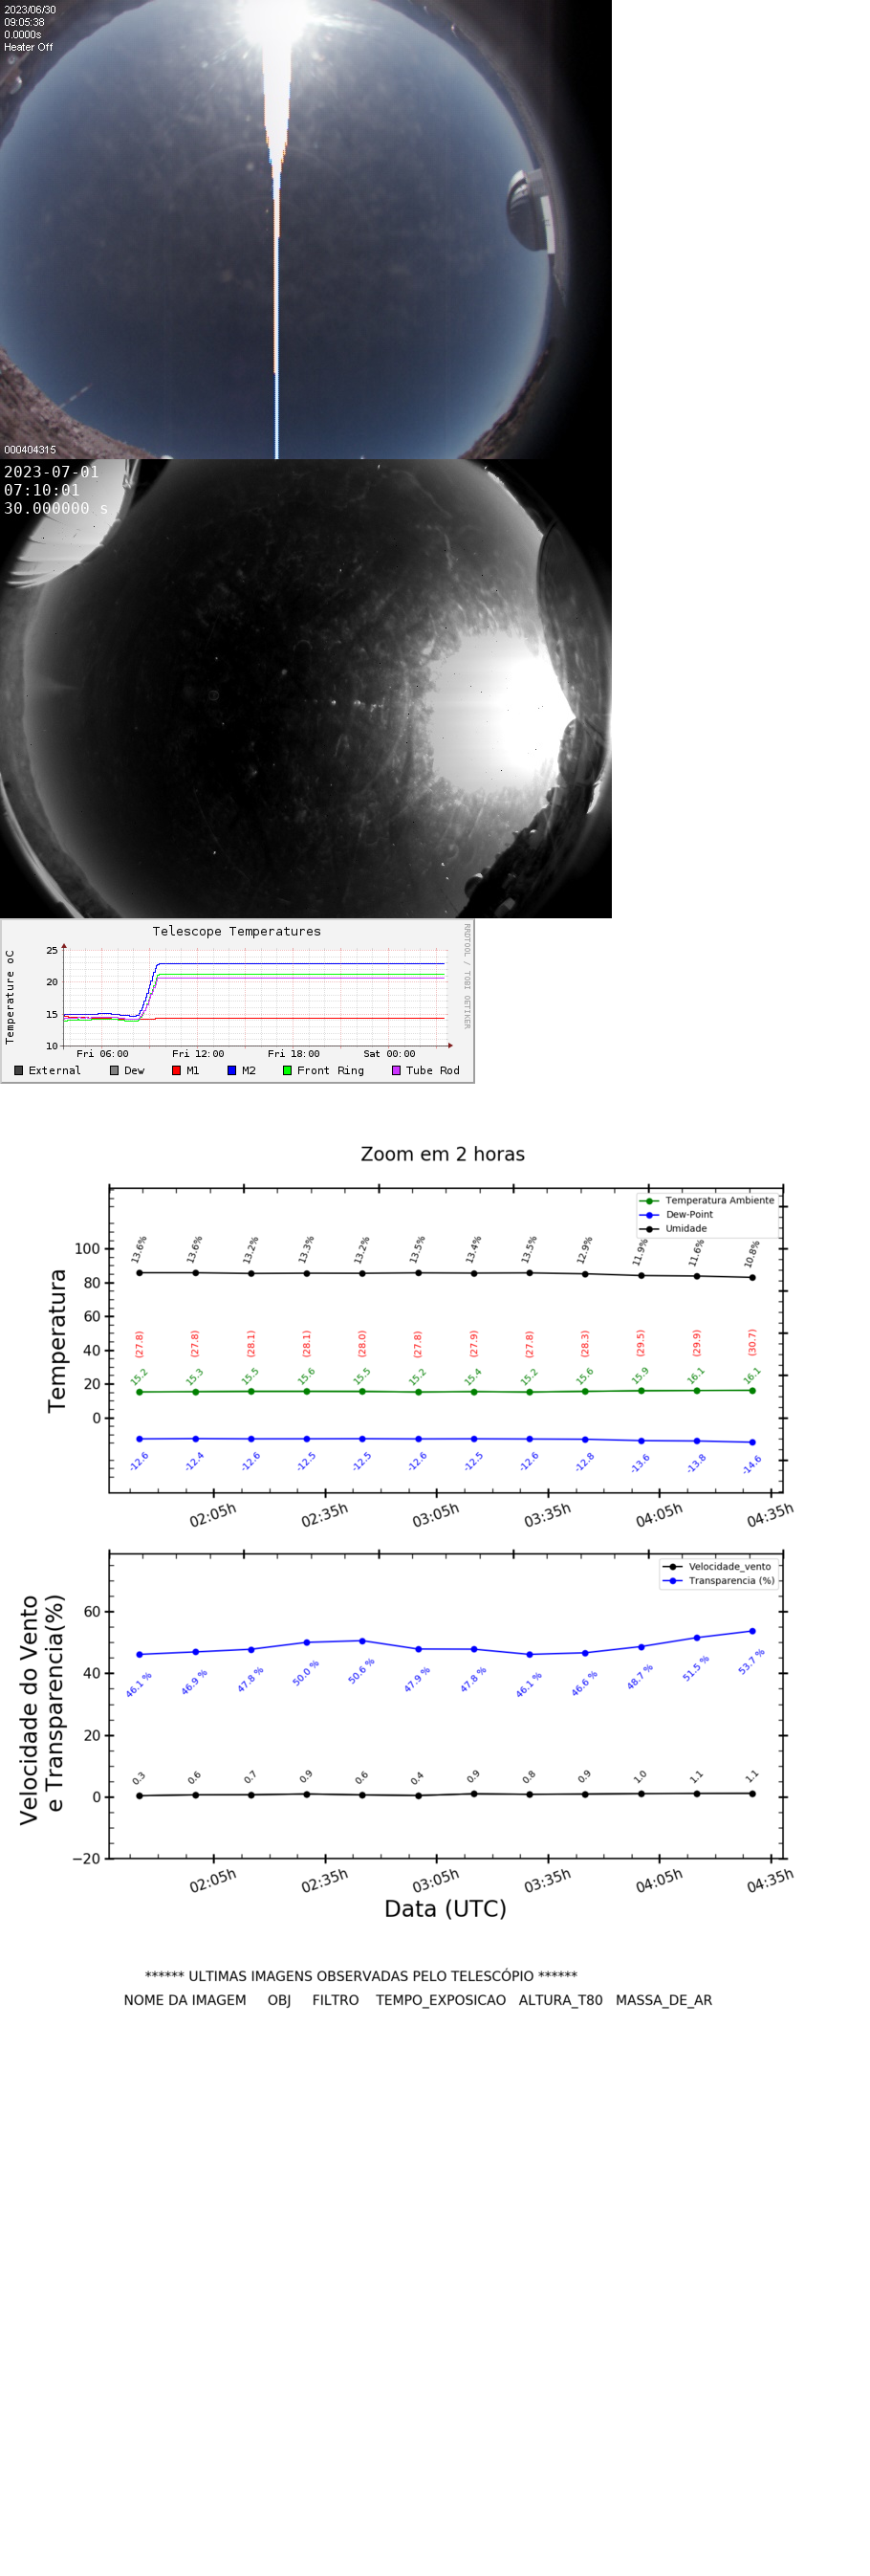 2023/06/30
09:05:38
0.0000s
Heater Off
000404315
2023-07-01
07:10:01
30.000000 s
Telescope Temperatures
RRDTOOL / TOBI OETIKER
Temperature oC
25
20
15
10
Fri 06:00 Fri 12:00 Fri 18:00 Sat 00:00
External Dew M1 M2 Front Ring Tube Rod
Zoom em 2 horas
Temperatura Ambiente
Dew-Point
Umidade
Temperatura
100
80
60
40
20
0
13.6% 13.6% 13.2% 13.3% 13.2% 13.5% 13.4% 13.5% 12.9% 11.9% 11.6% 10.8%
(27.8) (27.8) (28.1) (28.1) (28.0) (27.8) (27.9) (27.8) (28.3) (29.5) (29.9) (30.7)
15.2 15.3 15.5 15.6 15.5 15.2 15.4 15.2 15.6 15.9 16.1 16.1
-12.6 -12.4 -12.6 -12.5 -12.5 -12.6 -12.5 -12.6 -12.8 -13.6 -13.8 -14.6
02:05h 02:35h 03:05h 03:35h 04:05h 04:35h
Velocidade_vento
Transparencia (%)
Velocidade do Vento
e Transparencia(%)
60
40
20
0
−20
46.1 % 46.9 % 47.8 % 50.0 % 50.6 % 47.9 % 47.8 % 46.1 % 46.6 % 48.7 % 51.5 % 53.7 %
0.3 0.6 0.7 0.9 0.6 0.4 0.9 0.8 0.9 1.0 1.1 1.1
02:05h 02:35h 03:05h 03:35h 04:05h 04:35h
Data (UTC)
****** ULTIMAS IMAGENS OBSERVADAS PELO TELESCÓPIO ******
NOME DA IMAGEM OBJ FILTRO TEMPO_EXPOSICAO ALTURA_T80 MASSA_DE_AR